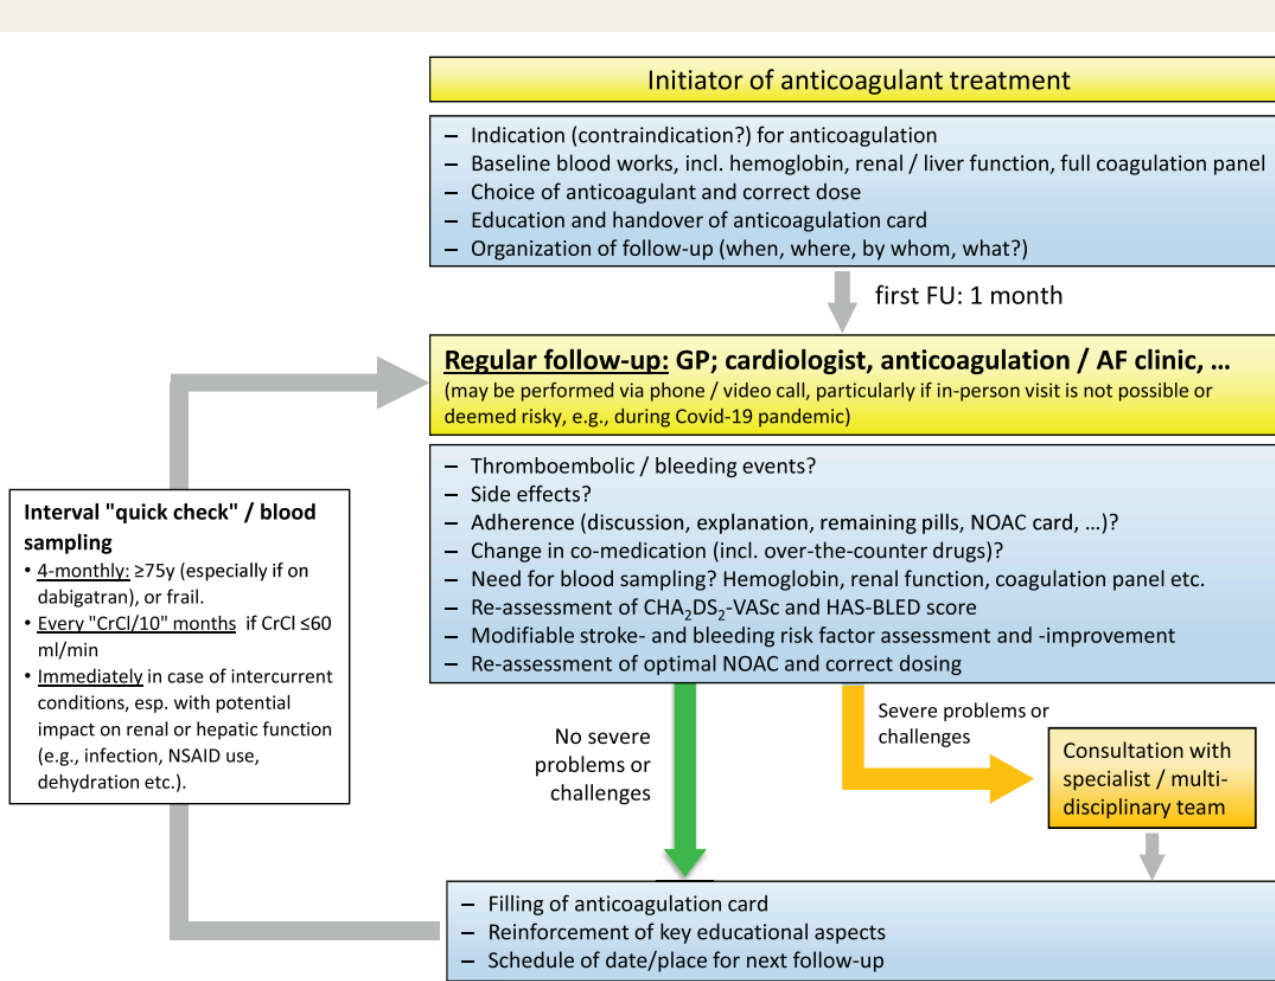 Initiator of anticoagulant treatment
– Indication (contraindication?) for anticoagulation
– Baseline blood works, incl. hemoglobin, renal / liver function, full coagulation panel
– Choice of anticoagulant and correct dose
– Education and handover of anticoagulation card
– Organization of follow-up (when, where, by whom, what?)
first FU: 1 month
Regular follow-up: GP; cardiologist, anticoagulation / AF clinic, ...
(may be performed via phone / video call, particularly if in-person visit is not possible or
deemed risky, e.g., during Covid-19 pandemic)
– Thromboembolic / bleeding events?
– Side effects?
– Adherence (discussion, explanation, remaining pills, NOAC card, ...)?
– Change in co-medication (incl. over-the-counter drugs)?
– Need for blood sampling? Hemoglobin, renal function, coagulation panel etc.
– Re-assessment of CHA₂DS₂-VASc and HAS-BLED score
– Modifiable stroke- and bleeding risk factor assessment and -improvement
– Re-assessment of optimal NOAC and correct dosing
Interval "quick check" / blood
sampling
• 4-monthly: ≥75y (especially if on
dabigatran), or frail.
• Every "CrCl/10" months if CrCl ≤60
ml/min
• Immediately in case of intercurrent
conditions, esp. with potential
impact on renal or hepatic function
(e.g., infection, NSAID use,
dehydration etc.).
No severe
problems or
challenges
Severe problems or
challenges
Consultation with
specialist / multi-
disciplinary team
– Filling of anticoagulation card
– Reinforcement of key educational aspects
– Schedule of date/place for next follow-up